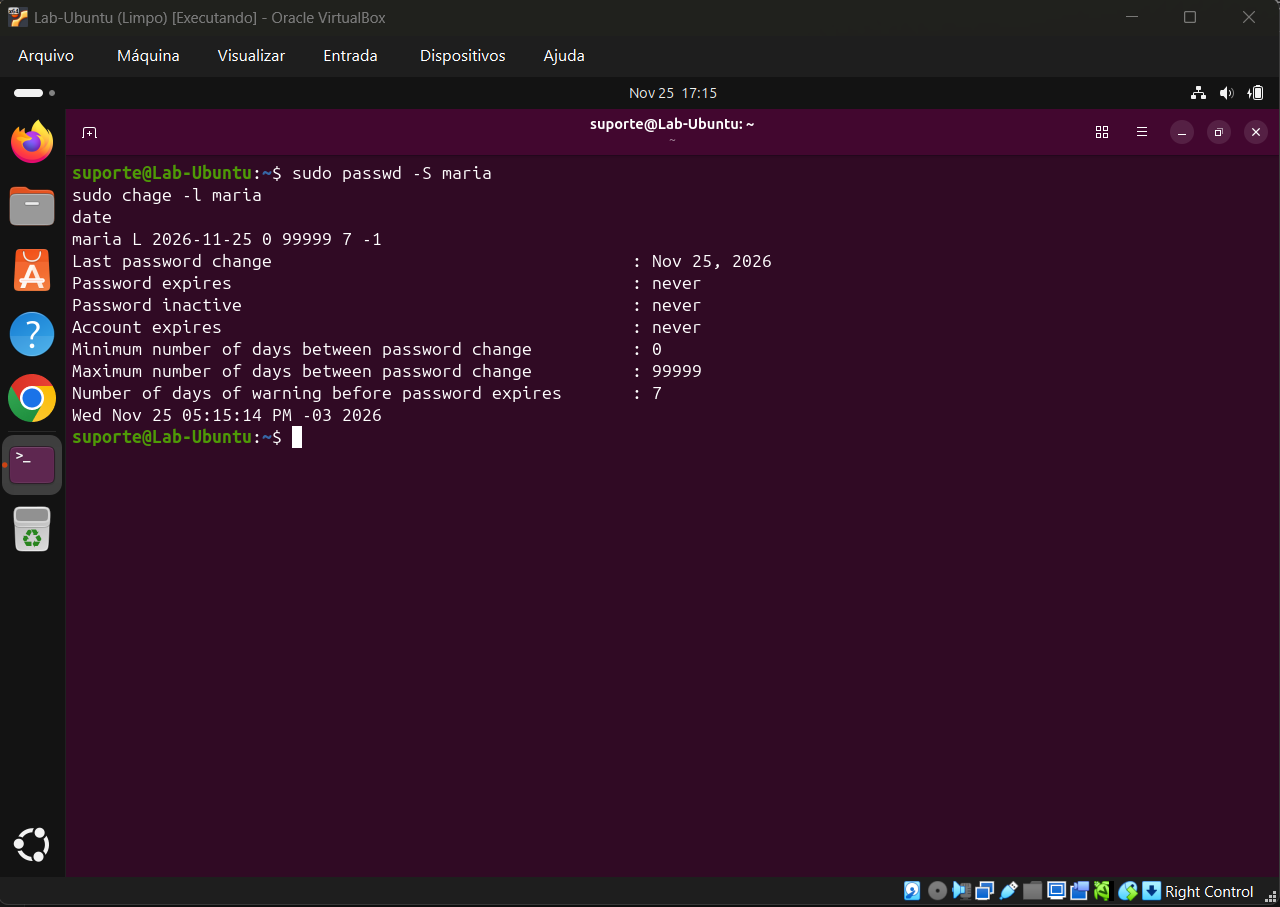 Lab-Ubuntu (Limpo) [Executando] - Oracle VirtualBox
Arquivo Máquina Visualizar Entrada Dispositivos Ajuda
Nov 25 17:15
suporte@Lab-Ubuntu: ~
~
suporte@Lab-Ubuntu:~$ sudo passwd -S maria
sudo chage -l maria
date
maria L 2026-11-25 0 99999 7 -1
Last password change : Nov 25, 2026
Password expires : never
Password inactive : never
Account expires : never
Minimum number of days between password change : 0
Maximum number of days between password change : 99999
Number of days of warning before password expires : 7
Wed Nov 25 05:15:14 PM -03 2026
suporte@Lab-Ubuntu:~$
Right Control